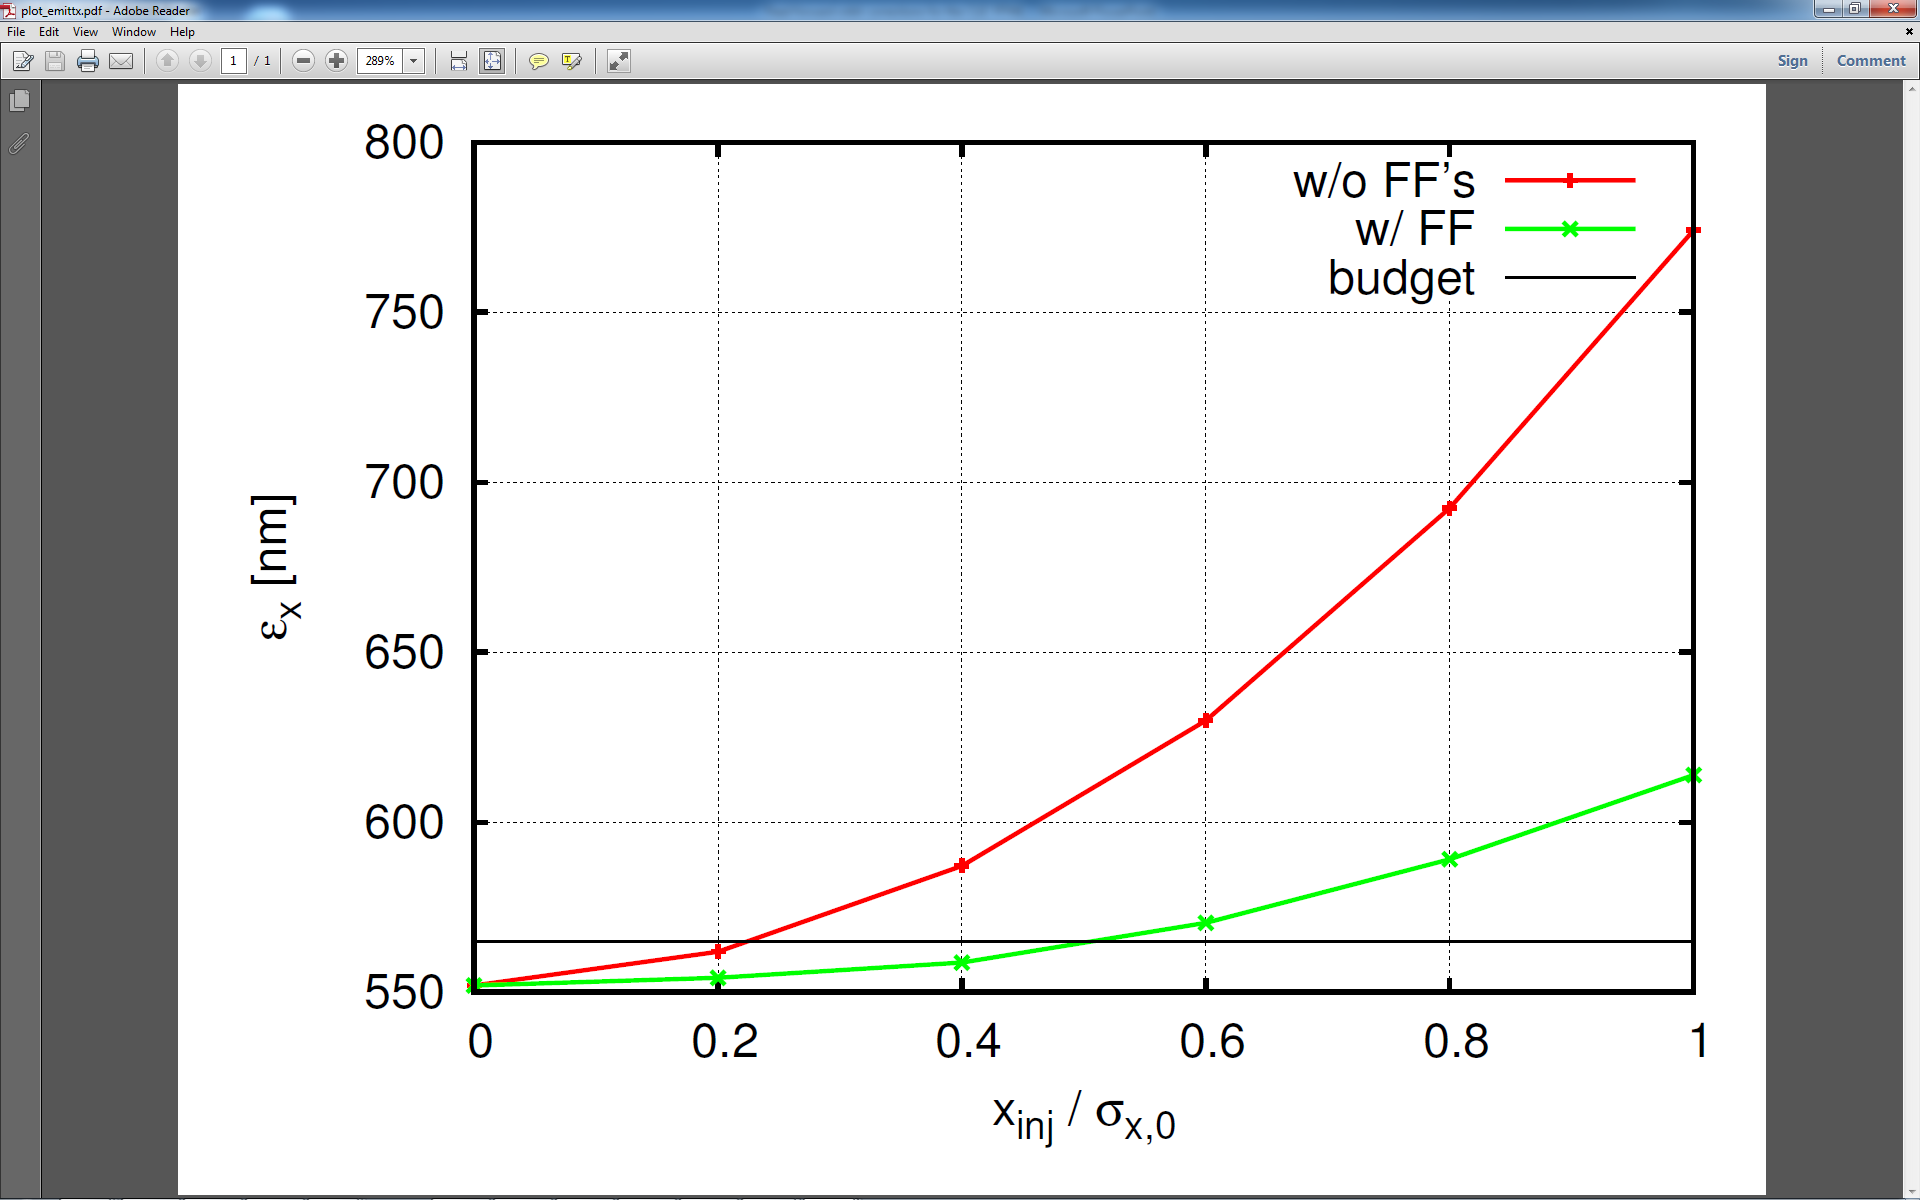 plot_emittx.pdf - Adobe Reader
File Edit View Window Help
1 / 1 289% Sign Comment
800
750
700
650
600
550
εx [nm]
w/o FF's
w/ FF
budget
0 0.2 0.4 0.6 0.8 1
xinj / σx,0